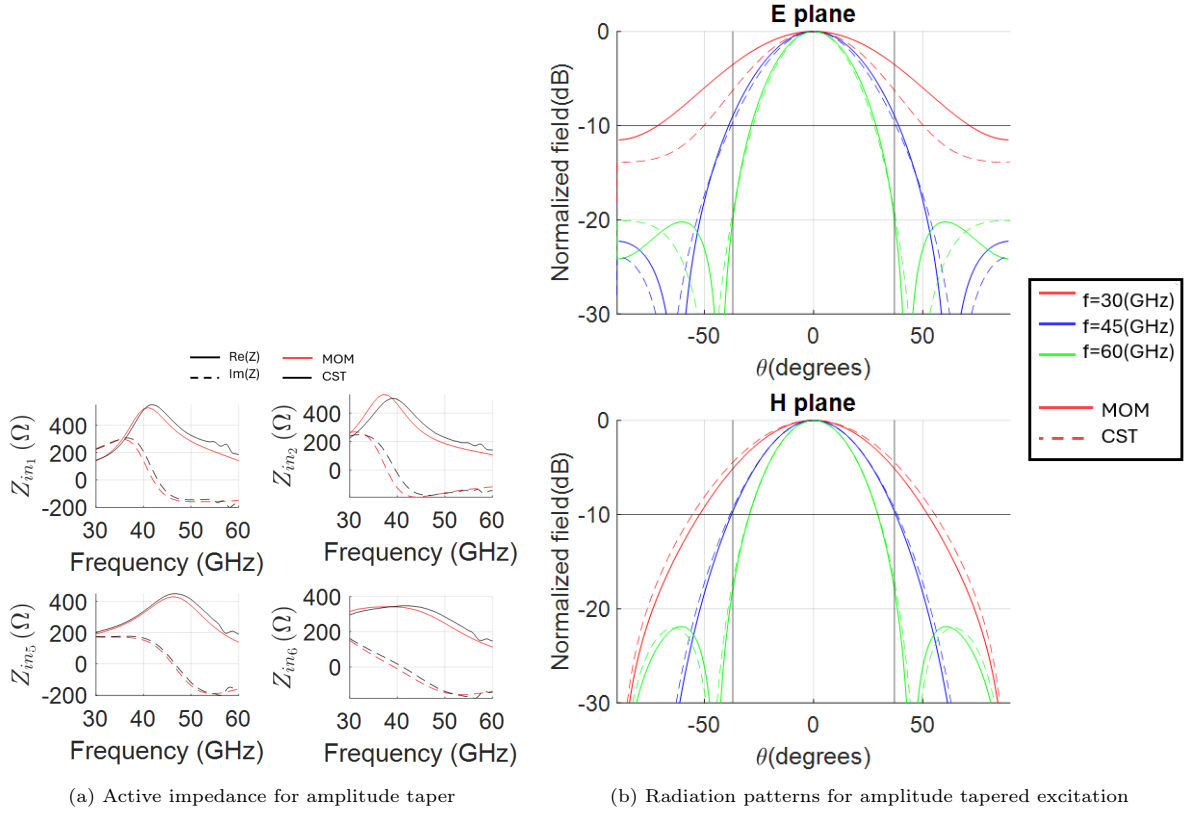 E plane
0
-10
-20
-30
Normalized field(dB)
-50 0 50
θ(degrees)
H plane
0
-10
-20
-30
Normalized field(dB)
-50 0 50
θ(degrees)
f=30(GHz)
f=45(GHz)
f=60(GHz)
MOM
CST
Re(Z) MOM
Im(Z) CST
400
200
0
-200
Z_{in_1} (Ω)
30 40 50 60
Frequency (GHz)
400
200
0
Z_{in_2} (Ω)
30 40 50 60
Frequency (GHz)
400
200
0
-200
Z_{in_5} (Ω)
30 40 50 60
Frequency (GHz)
400
200
0
Z_{in_6} (Ω)
30 40 50 60
Frequency (GHz)
(a) Active impedance for amplitude taper
(b) Radiation patterns for amplitude tapered excitation